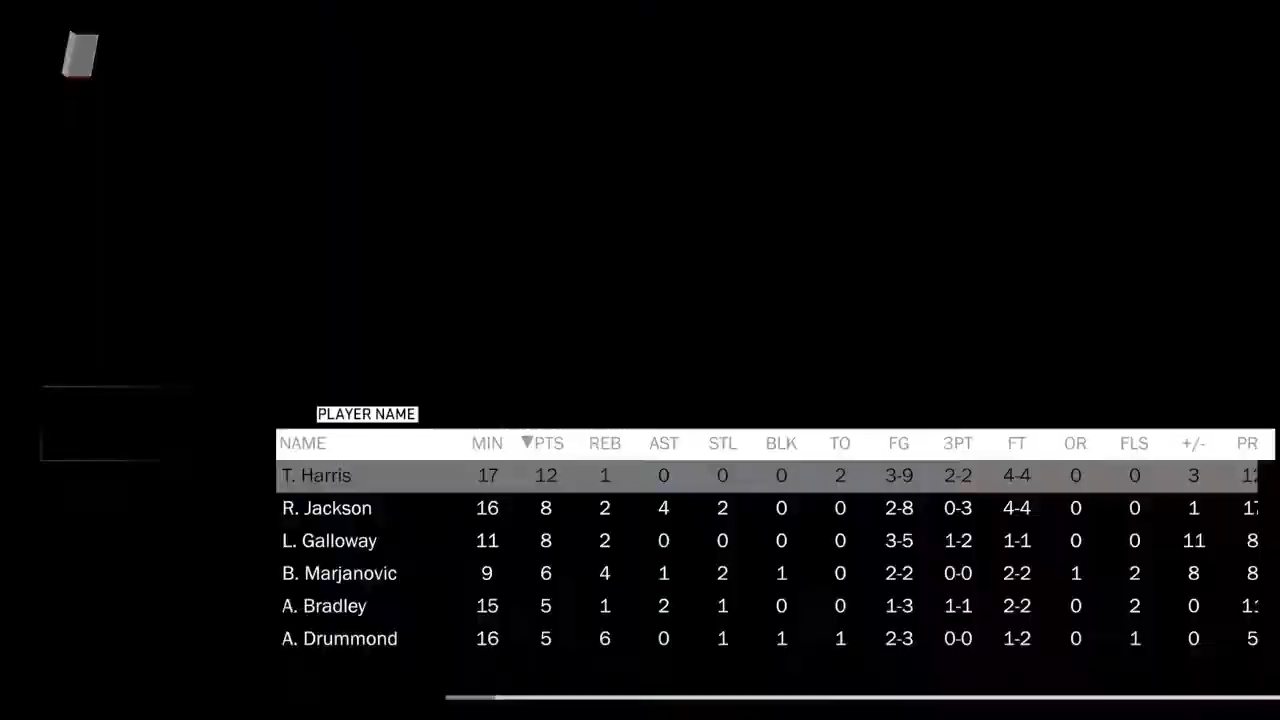 PLAYER NAME
NAME MIN ▼PTS REB AST STL BLK TO FG 3PT FT OR FLS +/- PR
T. Harris 17 12 1 0 0 0 2 3-9 2-2 4-4 0 0 3
R. Jackson 16 8 2 4 2 0 0 2-8 0-3 4-4 0 0 1
L. Galloway 11 8 2 0 0 0 0 3-5 1-2 1-1 0 0 11 8
B. Marjanovic 9 6 4 1 2 1 0 2-2 0-0 2-2 1 2 8 8
A. Bradley 15 5 1 2 1 0 0 1-3 1-1 2-2 0 2 0
A. Drummond 16 5 6 0 1 1 1 2-3 0-0 1-2 0 1 0 5